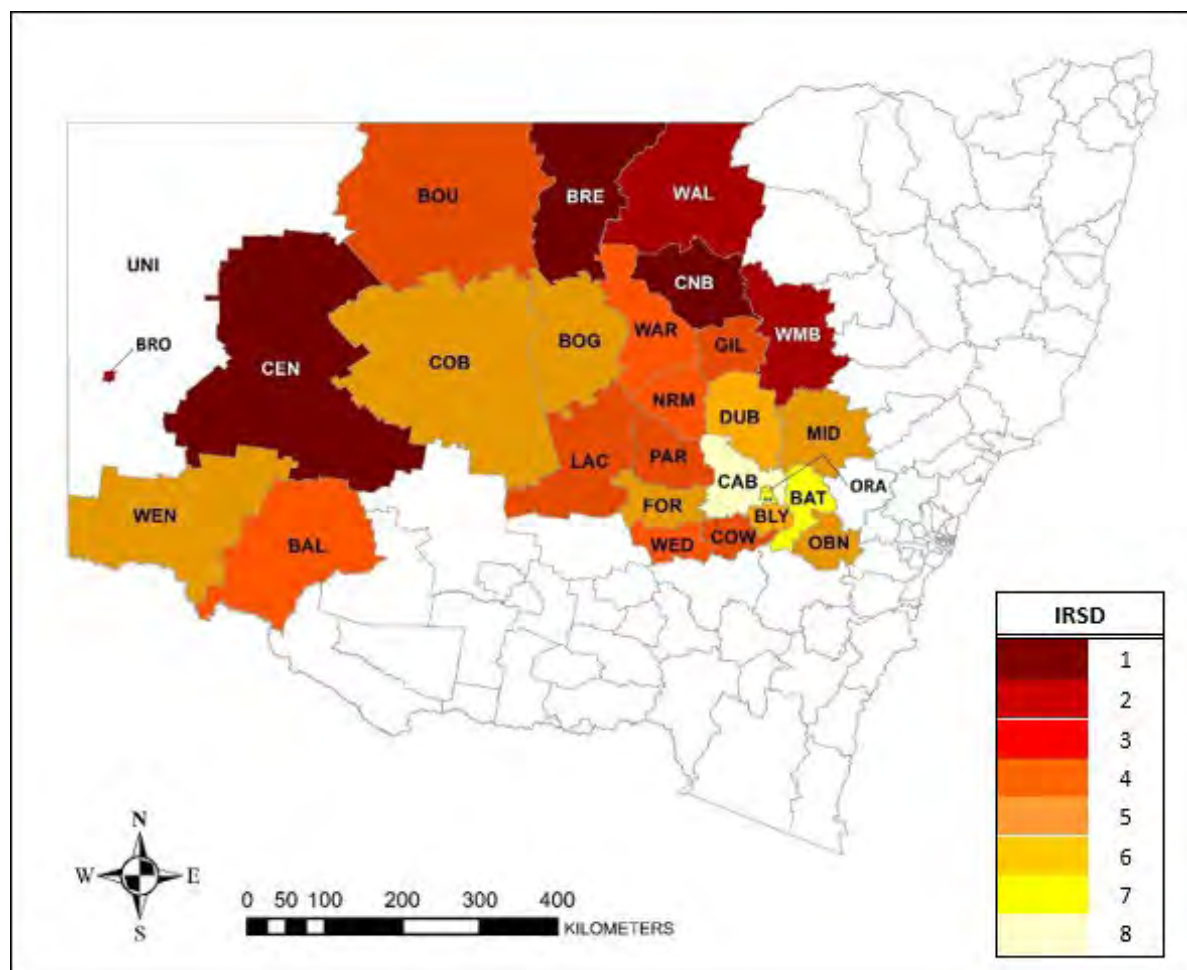 BOU
BRE
WAL
UNI
CNB
BRO
WAR
WMB
CEN
COB
BOG
GIL
NRM
DUB
MID
LAC
PAR
CAB
ORA
WEN
FOR
BAT
BLY
BAL
WED
COW
OBN
IRSD
1
2
3
4
5
6
7
8
N
W E
S
0 50 100 200 300 400
KILOMETERS